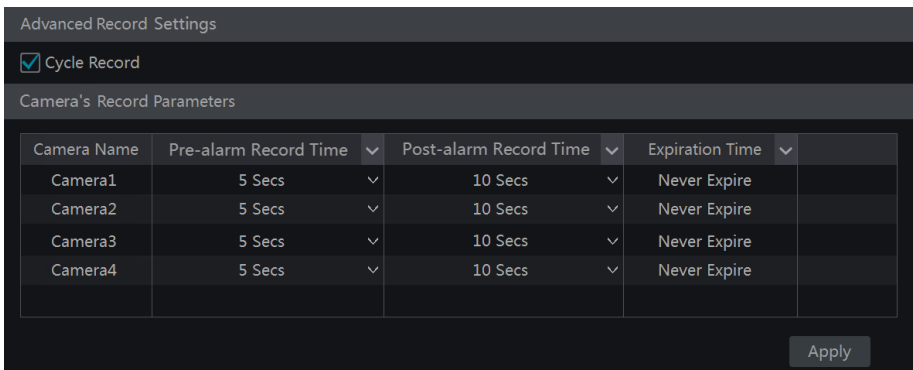 Advanced Record Settings
Cycle Record
Camera's Record Parameters
Camera Name Pre-alarm Record Time Post-alarm Record Time Expiration Time
Camera1 5 Secs 10 Secs Never Expire
Camera2 5 Secs 10 Secs Never Expire
Camera3 5 Secs 10 Secs Never Expire
Camera4 5 Secs 10 Secs Never Expire
Apply